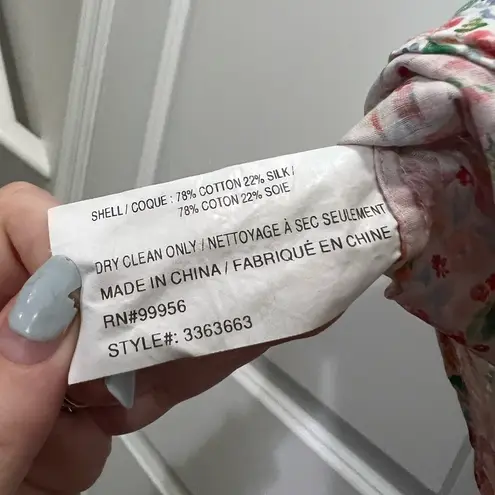 SHELL / COQUE : 78% COTTON 22% SILK /
78% COTON 22% SOIE
DRY CLEAN ONLY / NETTOYAGE À SEC SEULEMENT
MADE IN CHINA / FABRIQUÉ EN CHINE
RN#99956
STYLE#: 3363663